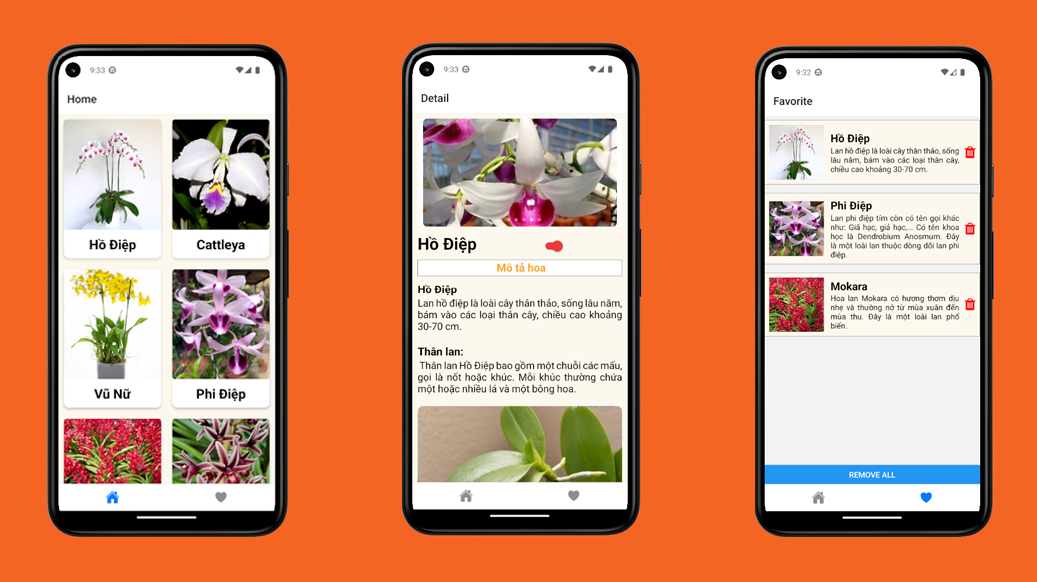 9:33
Home
Hồ Điệp
Cattleya
Vũ Nữ
Phi Điệp
9:33
Detail
Hồ Điệp
Mô tả hoa
Hồ Điệp
Lan hồ điệp là loài cây thân thảo, sống lâu năm,
bám vào các loại thân cây, chiều cao khoảng
30-70 cm.
Thân lan:
Thân lan Hồ Điệp bao gồm một chuỗi các mấu,
gọi là nốt hoặc khúc. Mỗi khúc thường chứa
một hoặc nhiều lá và một bông hoa.
9:32
Favorite
Hồ Điệp
Lan hồ điệp là loài cây thân thảo, sống
lâu năm, bám vào các loại thân cây,
chiều cao khoảng 30-70 cm.
Phi Điệp
Lan phi điệp tím còn có tên gọi khác
như: Giã hạc, giả hạc,... Có tên khoa
học là Dendrobium Anosmum. Đây
là một loài lan thuộc dòng dối lan phi
điệp.
Mokara
Hoa lan Mokara có hương thơm dịu
nhẹ và thường nở từ mùa xuân đến
mùa thu. Đây là một loài lan phổ
biến.
REMOVE ALL